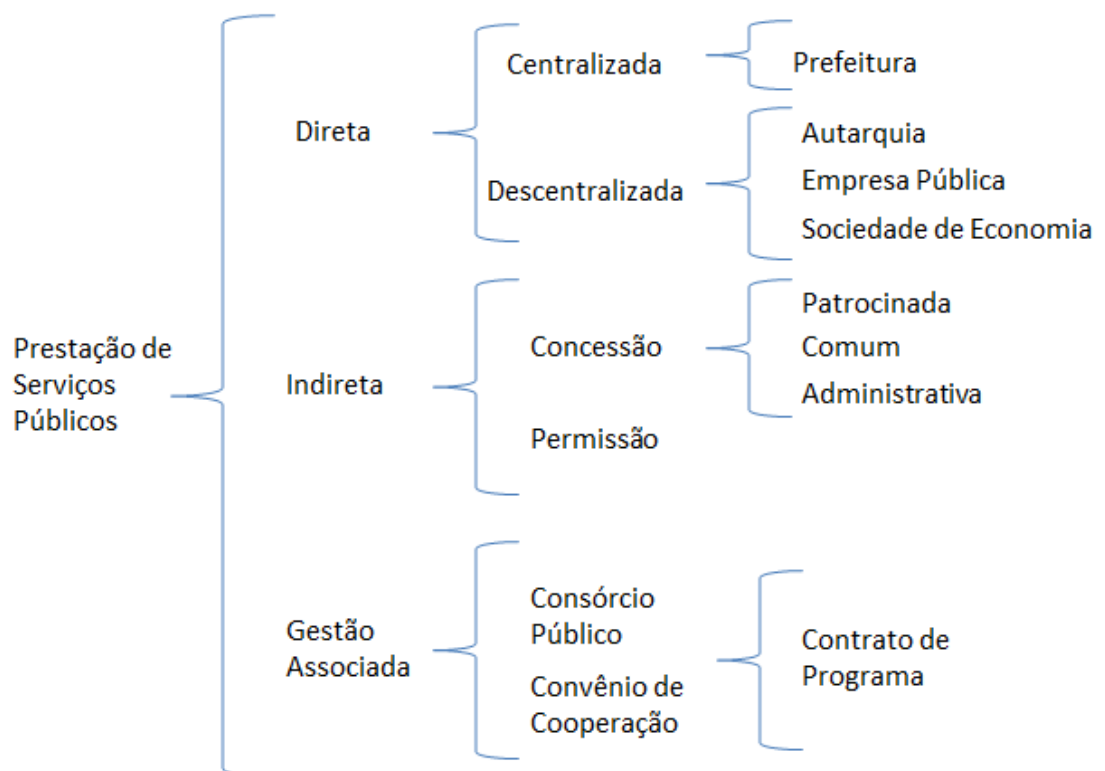 Prestação de
Serviços
Públicos
Direta
Centralizada
Prefeitura
Descentralizada
Autarquia
Empresa Pública
Sociedade de Economia
Indireta
Concessão
Patrocinada
Comum
Administrativa
Permissão
Gestão
Associada
Consórcio
Público
Convênio de
Cooperação
Contrato de
Programa